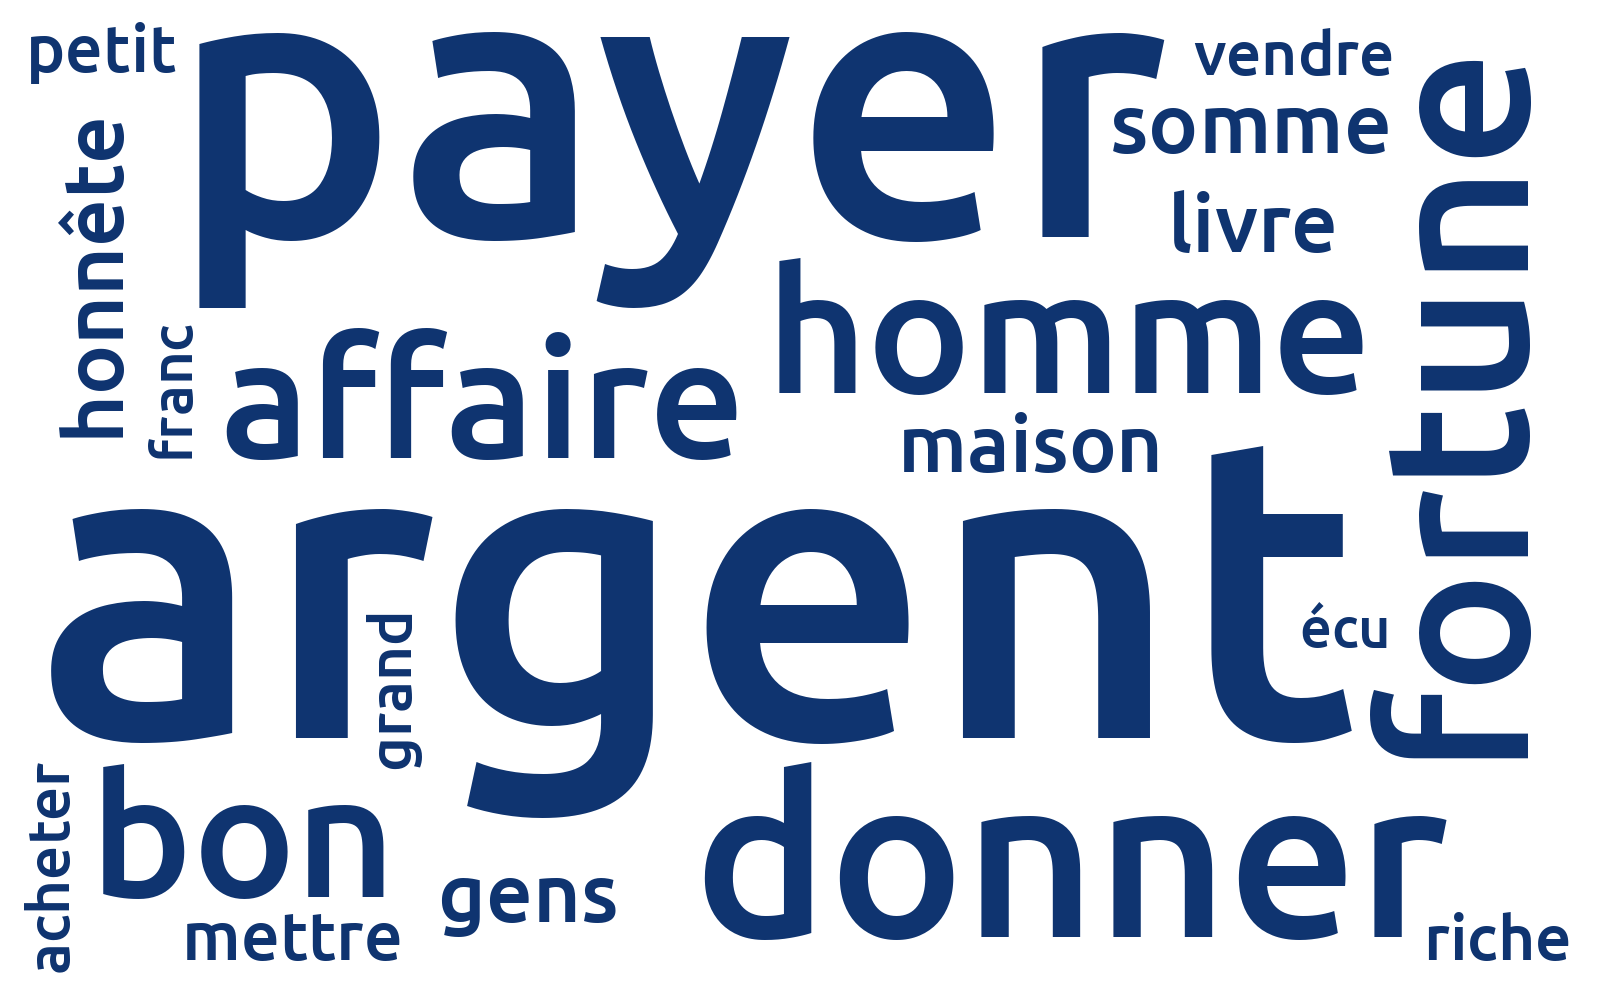 petit
payer
vendre
somme
livre
fortune
honnête
franc
affaire
homme
maison
argent
grand
écu
acheter
bon
mettre
gens
donner
riche